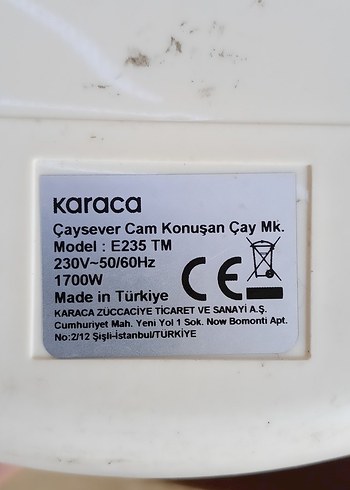 Karaca
Çaysever Cam Konuşan Çay Mk.
Model : E235 TM
230V~50/60Hz
1700W
Made in Türkiye
CE
KARACA ZÜCCACİYE TİCARET VE SANAYİ A.Ş.
Cumhuriyet Mah. Yeni Yol 1 Sok. Now Bomonti Apt.
No:2/12 Şişli-İstanbul/TÜRKİYE